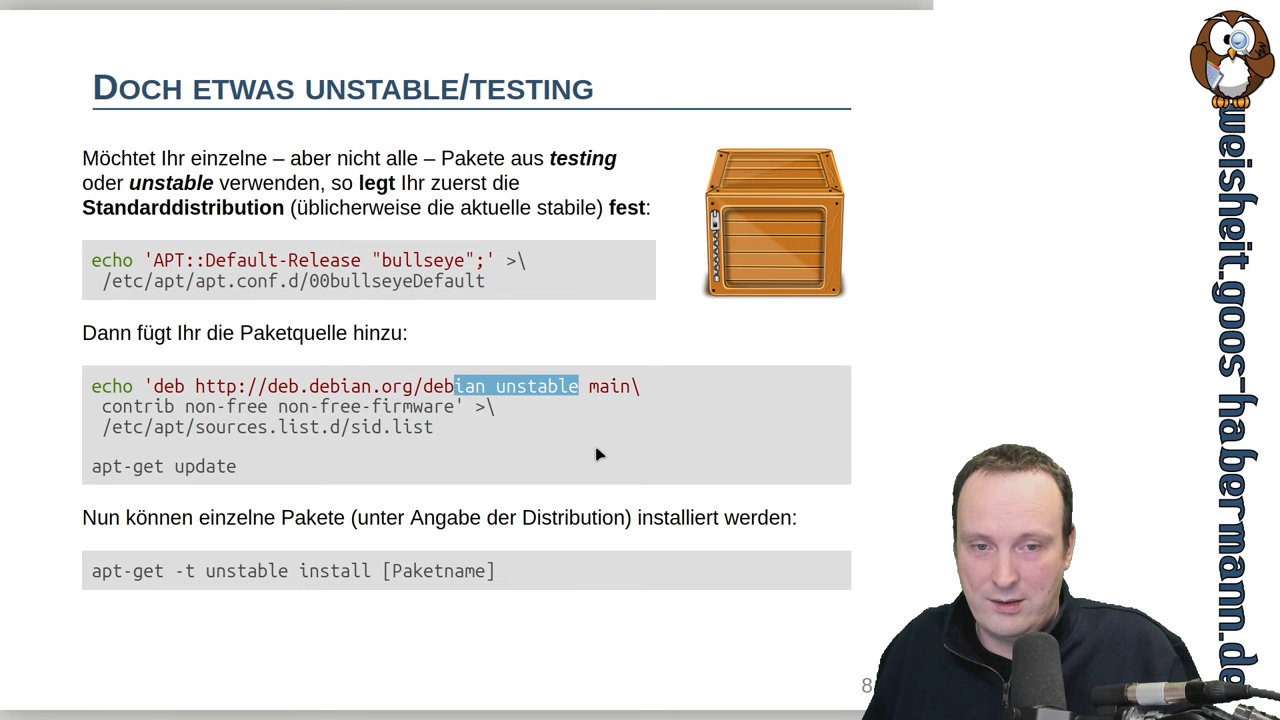 Doch etwas unstable/testing
Möchtet Ihr einzelne – aber nicht alle – Pakete aus testing
oder unstable verwenden, so legt Ihr zuerst die
Standarddistribution (üblicherweise die aktuelle stabile) fest:
echo 'APT::Default-Release "bullseye";' >\
/etc/apt/apt.conf.d/00bullseyeDefault
Dann fügt Ihr die Paketquelle hinzu:
echo 'deb http://deb.debian.org/debian unstable main\
contrib non-free non-free-firmware' >\
/etc/apt/sources.list.d/sid.list
apt-get update
Nun können einzelne Pakete (unter Angabe der Distribution) installiert werden:
apt-get -t unstable install [Paketname]
8
weisheit.goos-habermann.de